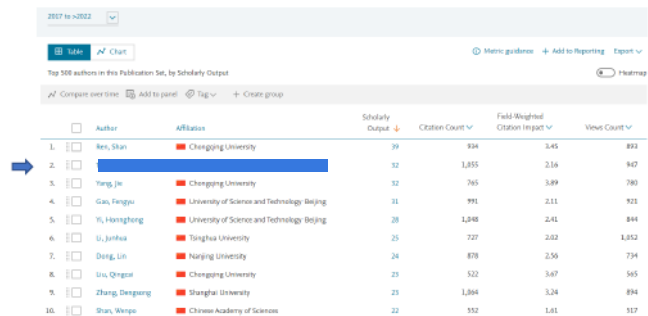 2017 to >2022
Table Chart
Metric guidance + Add to Reporting Export
Top 500 authors in this Publication Set, by Scholarly Output
Heatmap
Compare over time Add to panel Tag + Create group
Scholarly Field-Weighted
Author Affiliation Output Citation Count Citation Impact Views Count
1. Ren, Shan Chongqing University 39 934 3.45 893
2. 32 1,055 2.16 947
3. Yang, Jie Chongqing University 32 765 3.89 780
4. Gao, Fengyu University of Science and Technology Beijing 31 991 2.11 921
5. Yi, Honghong University of Science and Technology Beijing 28 1,048 2.41 844
6. Li, Junhua Tsinghua University 25 727 2.02 1,052
7. Dong, Lin Nanjing University 24 878 2.56 734
8. Liu, Qingcai Chongqing University 23 522 3.67 565
9. Zhang, Dengsong Shanghai University 23 1,064 3.24 894
10. Shan, Wenpo Chinese Academy of Sciences 22 552 1.61 517